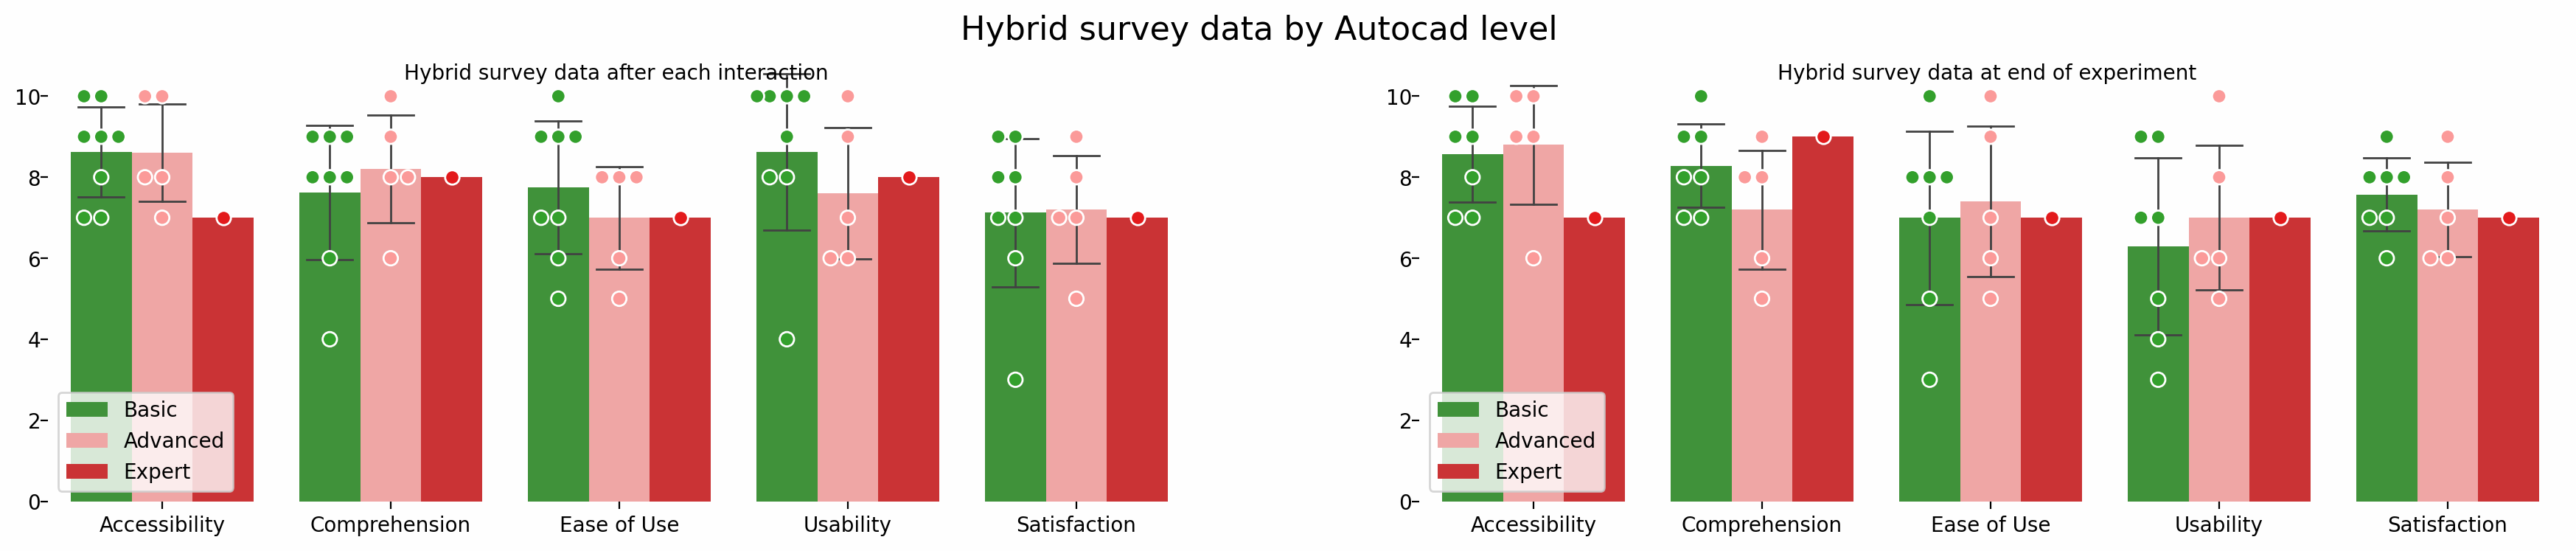 Hybrid survey data by Autocad level
Hybrid survey data after each interaction
10
8
6
4
2
0
Basic
Advanced
Expert
Accessibility
Comprehension
Ease of Use
Usability
Satisfaction
Hybrid survey data at end of experiment
10
8
6
4
2
0
Basic
Advanced
Expert
Accessibility
Comprehension
Ease of Use
Usability
Satisfaction